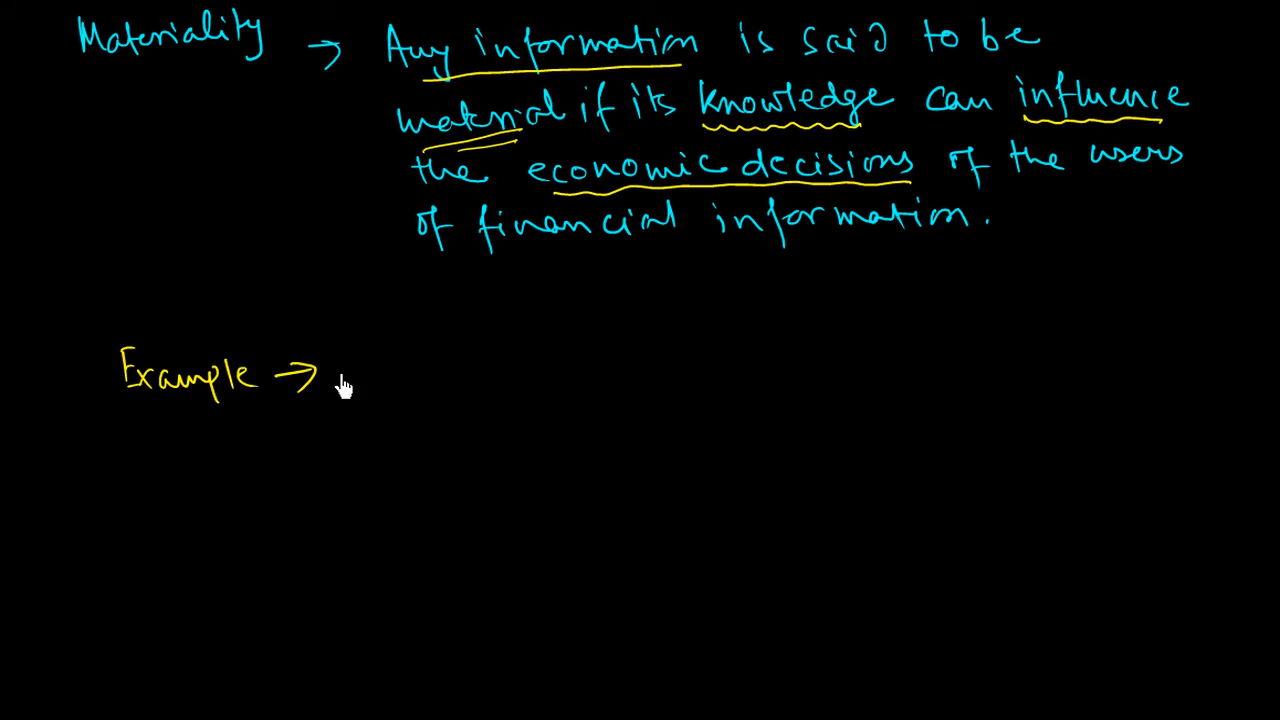 Materiality → Any information is said to be
material if its knowledge can influence
the economic decisions of the users
of financial information.
Example →